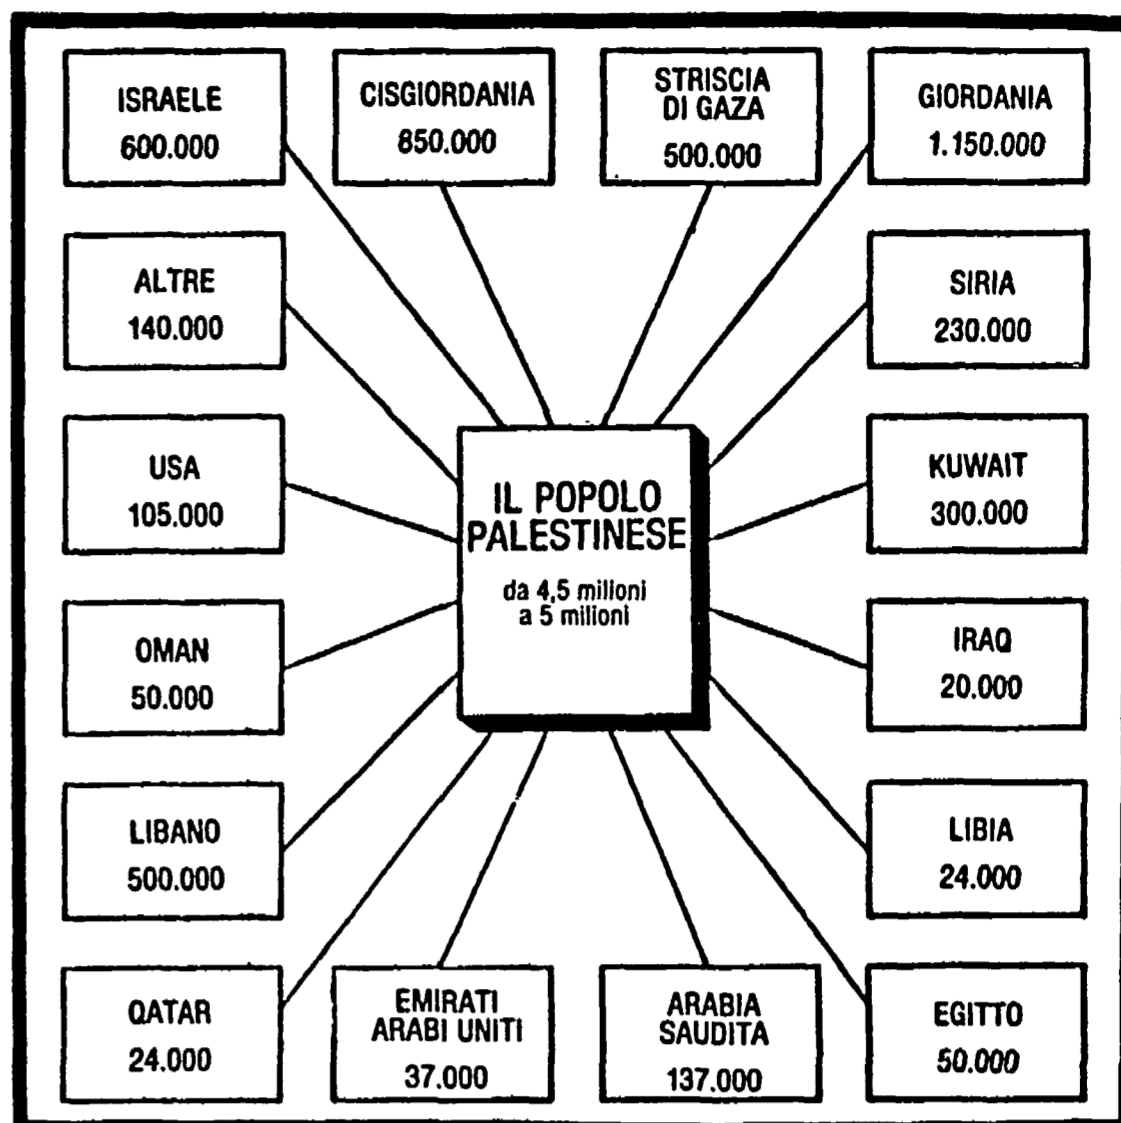 ISRAELE
600.000
CISGIORDANIA
850.000
STRISCIA
DI GAZA
500.000
GIORDANIA
1.150.000
ALTRE
140.000
SIRIA
230.000
USA
105.000
IL POPOLO
PALESTINESE
da 4,5 milioni
a 5 milioni
KUWAIT
300.000
OMAN
50.000
IRAQ
20.000
LIBANO
500.000
LIBIA
24.000
QATAR
24.000
EMIRATI
ARABI UNITI
37.000
ARABIA
SAUDITA
137.000
EGITTO
50.000